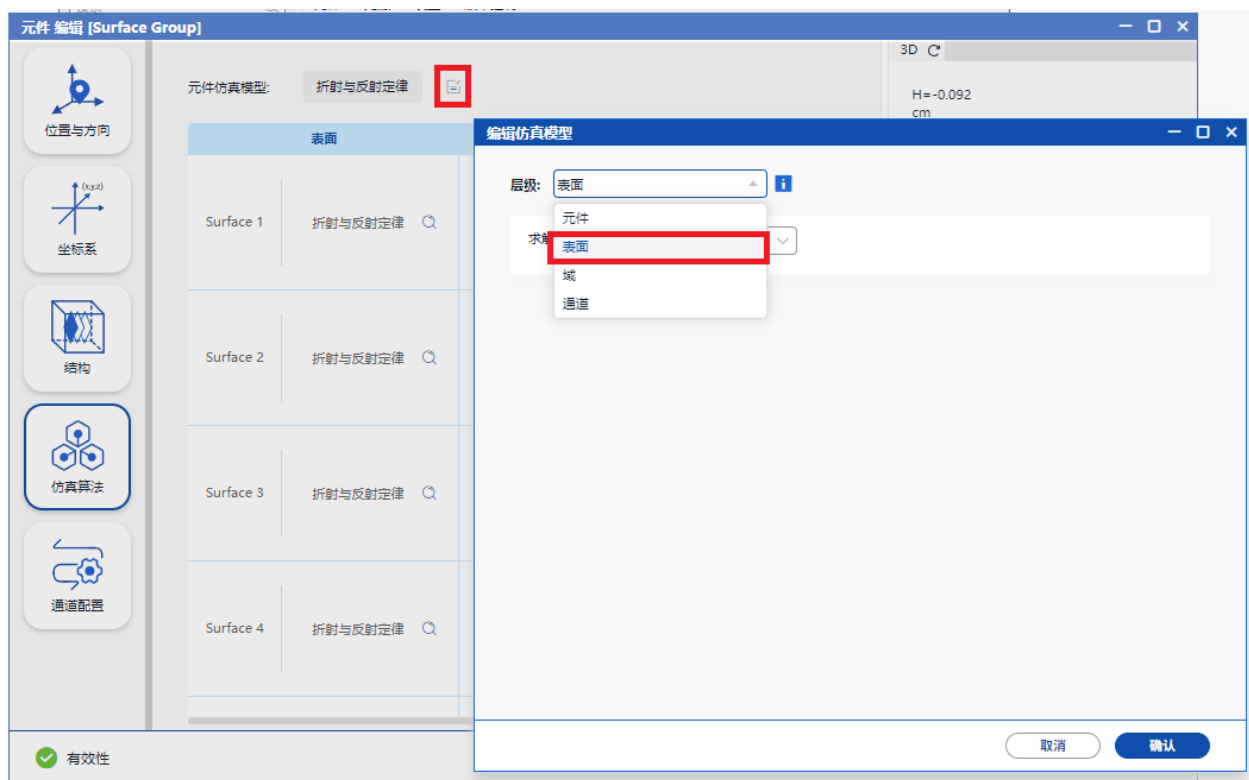 元件 编辑 [Surface Group]
位置与方向
(x,y,z)
坐标系
结构
仿真算法
通道配置
元件仿真模型: 折射与反射定律
表面
Surface 1 折射与反射定律
Surface 2 折射与反射定律
Surface 3 折射与反射定律
Surface 4 折射与反射定律
3D
H=-0.092
cm
编辑仿真模型
层级: 表面
元件
表面
域
通道
取消 确认
有效性